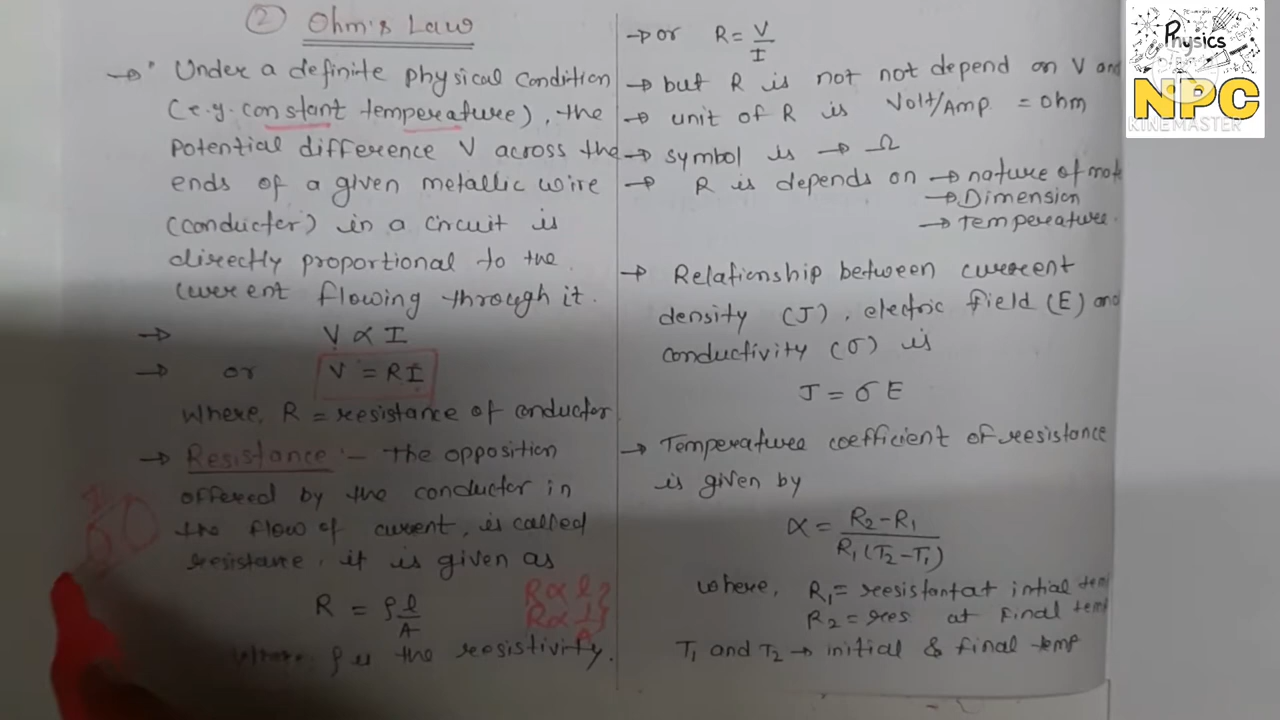 ② Ohm's Law
→ Under a definite physical condition
(e.g. constant temperature), the
potential difference V across the
ends of a given metallic wire
(conductor) in a circuit is
directly proportional to the
current flowing through it.
→ V ∝ I
→ or V = RI
where, R = resistance of conductor
→ Resistance :- The opposition
offered by the conductor in
the flow of current, is called
resistance. it is given as
R = ρ l/A
R ∝ l
R ∝ 1/A
where ρ is the resistivity.
→ or R = V/I
→ but R is not not depend on V and
→ unit of R is Volt/Amp. = ohm
→ symbol is → Ω
→ R is depends on → nature of mat
→ Dimension
→ Temperature.
→ Relationship between current
density (J), electric field (E) and
conductivity (σ) is
J = σ E
→ Temperature coefficient of resistance
is given by
α = R2-R1 / R1 (T2-T1)
where, R1 = resistant at intial tem
R2 = res at final temp
T1 and T2 → initial & final temp
Physics
NPC
KINEMASTER